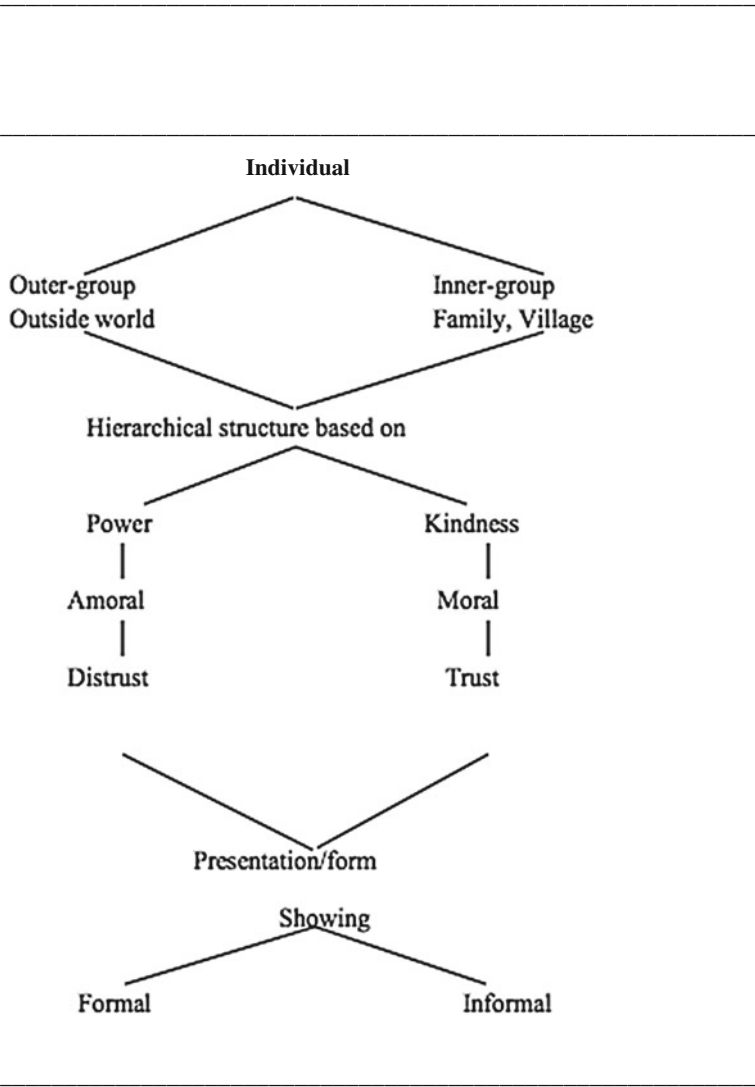 Individual
Outer-group
Outside world
Inner-group
Family, Village
Hierarchical structure based on
Power
Kindness
Amoral
Moral
Distrust
Trust
Presentation/form
Showing
Formal
Informal